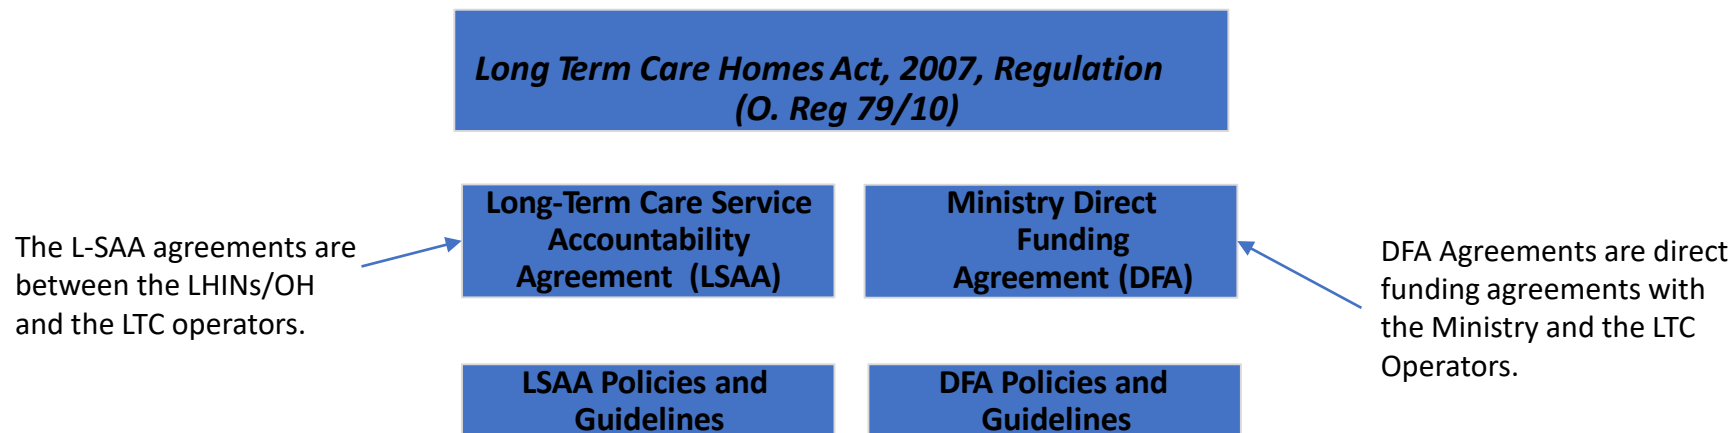 Long Term Care Homes Act, 2007, Regulation
(O. Reg 79/10)
Long-Term Care Service
Accountability
Agreement (LSAA)
Ministry Direct
Funding
Agreement (DFA)
The L-SAA agreements are
between the LHINs/OH
and the LTC operators.
DFA Agreements are direct
funding agreements with
the Ministry and the LTC
Operators.
LSAA Policies and
Guidelines
DFA Policies and
Guidelines